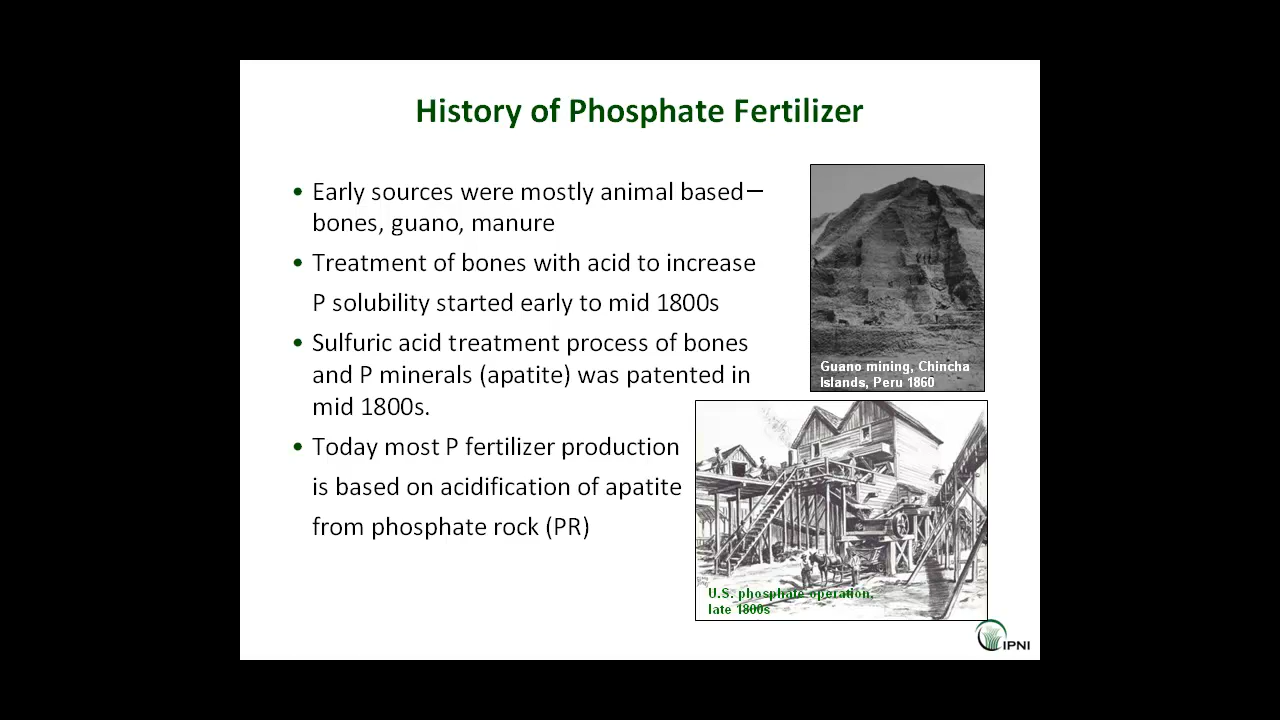 History of Phosphate Fertilizer
• Early sources were mostly animal based—
bones, guano, manure
• Treatment of bones with acid to increase
P solubility started early to mid 1800s
• Sulfuric acid treatment process of bones
and P minerals (apatite) was patented in
mid 1800s.
• Today most P fertilizer production
is based on acidification of apatite
from phosphate rock (PR)
Guano mining, Chincha
Islands, Peru 1860
U.S. phosphate operation,
late 1800s
IPNI